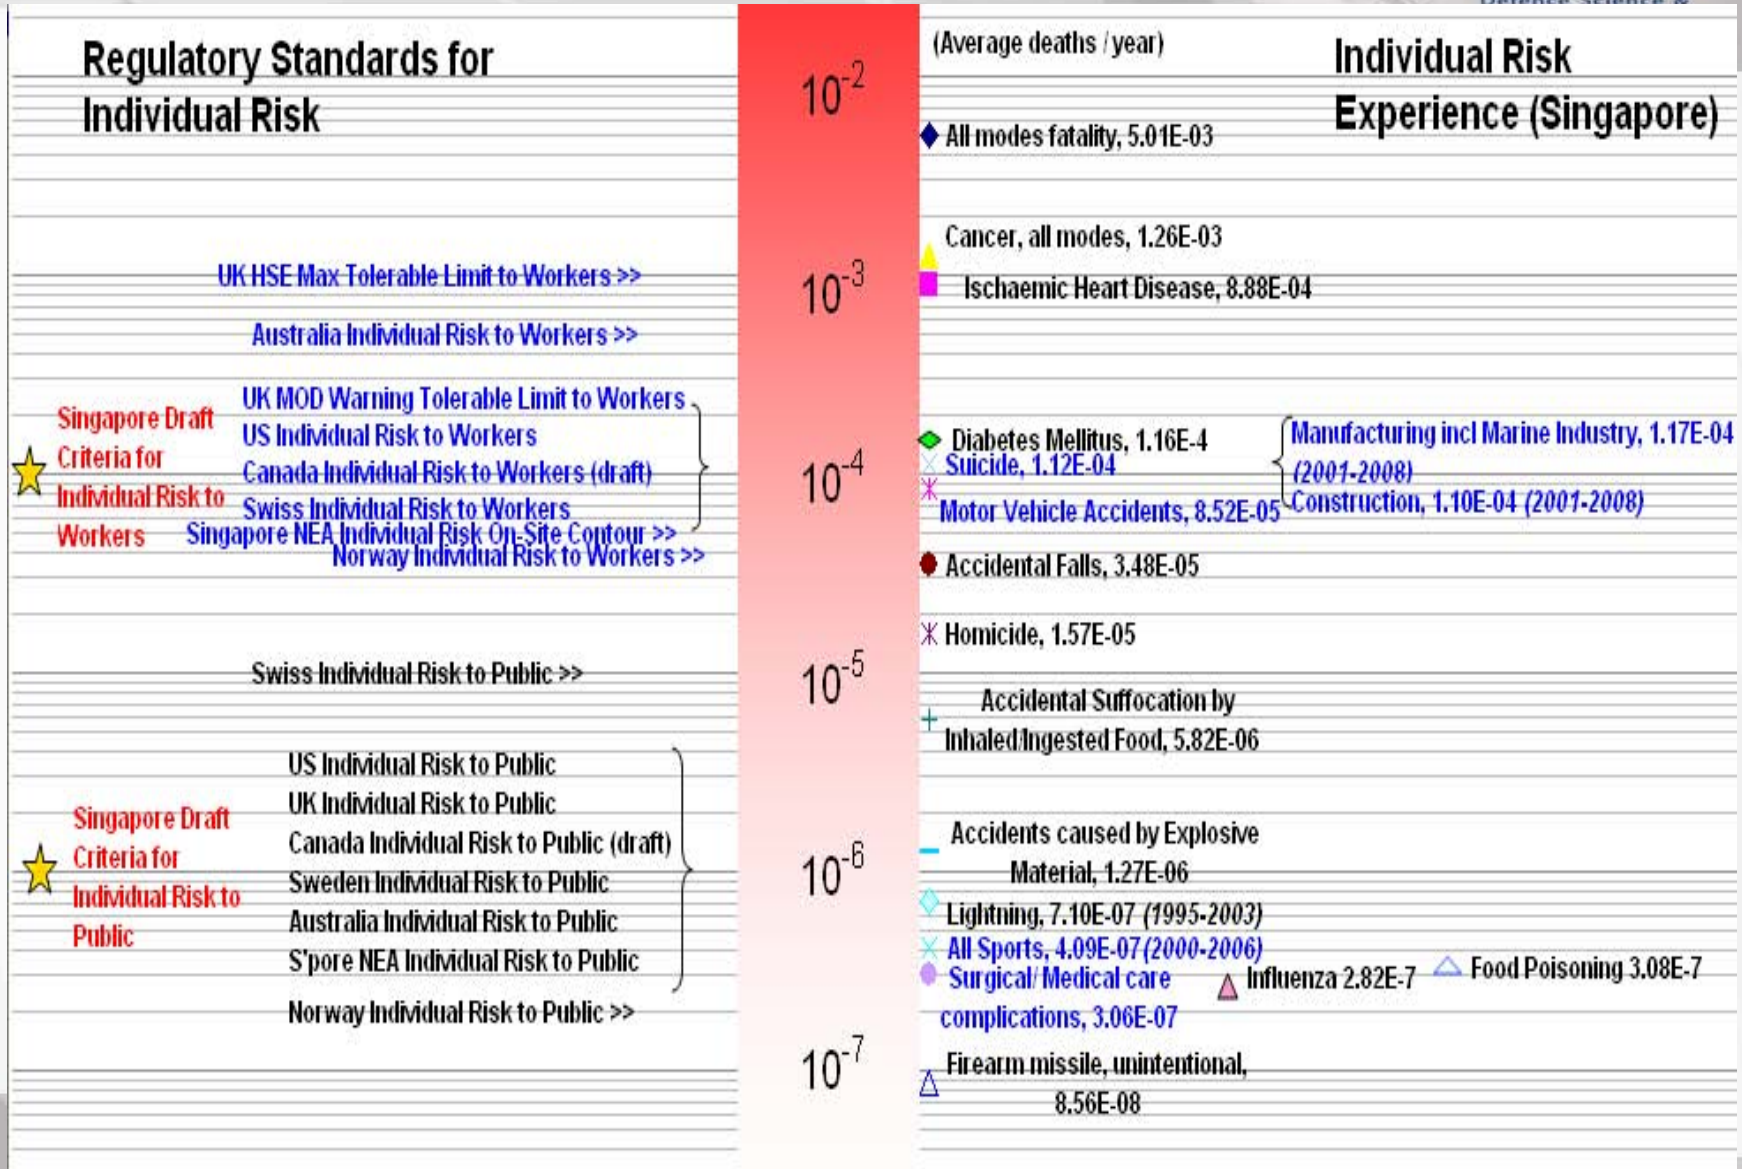 Defence Science &
Regulatory Standards for
Individual Risk
UK HSE Max Tolerable Limit to Workers >>
Australia Individual Risk to Workers >>
Singapore Draft
Criteria for
Individual Risk to
Workers
UK MOD Warning Tolerable Limit to Workers
US Individual Risk to Workers
Canada Individual Risk to Workers (draft)
Swiss Individual Risk to Workers
Singapore NEA Individual Risk On-Site Contour >>
Norway Individual Risk to Workers >>
Swiss Individual Risk to Public >>
Singapore Draft
Criteria for
Individual Risk to
Public
US Individual Risk to Public
UK Individual Risk to Public
Canada Individual Risk to Public (draft)
Sweden Individual Risk to Public
Australia Individual Risk to Public
S'pore NEA Individual Risk to Public
Norway Individual Risk to Public >>
10⁻²
10⁻³
10⁻⁴
10⁻⁵
10⁻⁶
10⁻⁷
(Average deaths / year)
Individual Risk
Experience (Singapore)
All modes fatality, 5.01E-03
Cancer, all modes, 1.26E-03
Ischaemic Heart Disease, 8.88E-04
Diabetes Mellitus, 1.16E-4
Suicide, 1.12E-04
Motor Vehicle Accidents, 8.52E-05
Manufacturing incl Marine Industry, 1.17E-04
(2001-2008)
Construction, 1.10E-04 (2001-2008)
Accidental Falls, 3.48E-05
Homicide, 1.57E-05
Accidental Suffocation by
Inhaled/Ingested Food, 5.82E-06
Accidents caused by Explosive
Material, 1.27E-06
Lightning, 7.10E-07 (1995-2003)
All Sports, 4.09E-07 (2000-2006)
Surgical/ Medical care
complications, 3.06E-07
Influenza 2.82E-7
Food Poisoning 3.08E-7
Firearm missile, unintentional,
8.56E-08